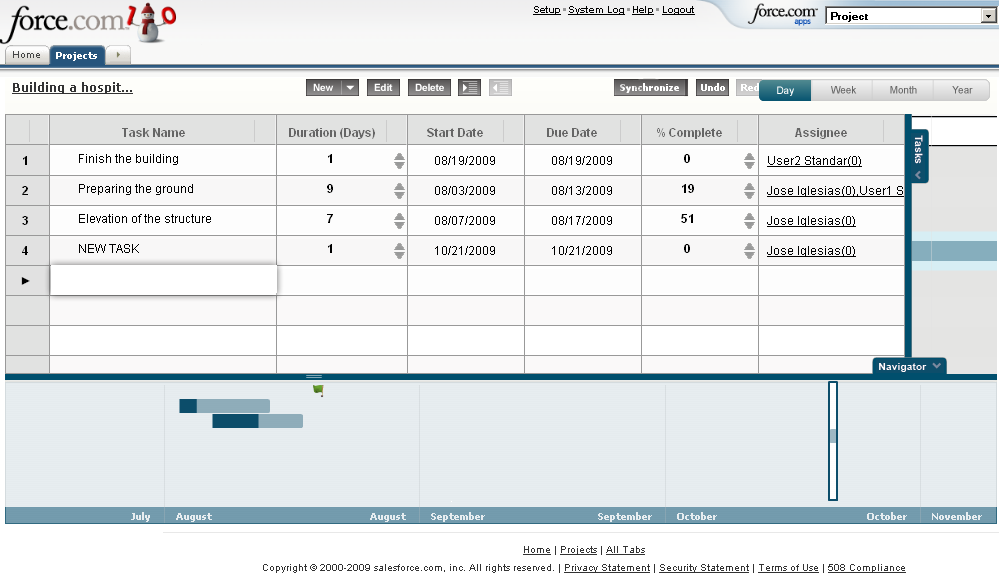 force.com 10
Setup System Log Help Logout
force.com apps Project
Home Projects
Building a hospit... New Edit Delete Synchronize Undo Day Week Month Year
Task Name Duration (Days) Start Date Due Date % Complete Assignee
1 Finish the building 1 08/19/2009 08/19/2009 0 User2 Standar(0)
2 Preparing the ground 9 08/03/2009 08/13/2009 19 Jose Iglesias(0),User1 S
3 Elevation of the structure 7 08/07/2009 08/17/2009 51 Jose Iglesias(0)
4 NEW TASK 1 10/21/2009 10/21/2009 0 Jose Iglesias(0)
Tasks
Navigator
July August August September September October October November
Home | Projects | All Tabs
Copyright © 2000-2009 salesforce.com, inc. All rights reserved. | Privacy Statement | Security Statement | Terms of Use | 508 Compliance